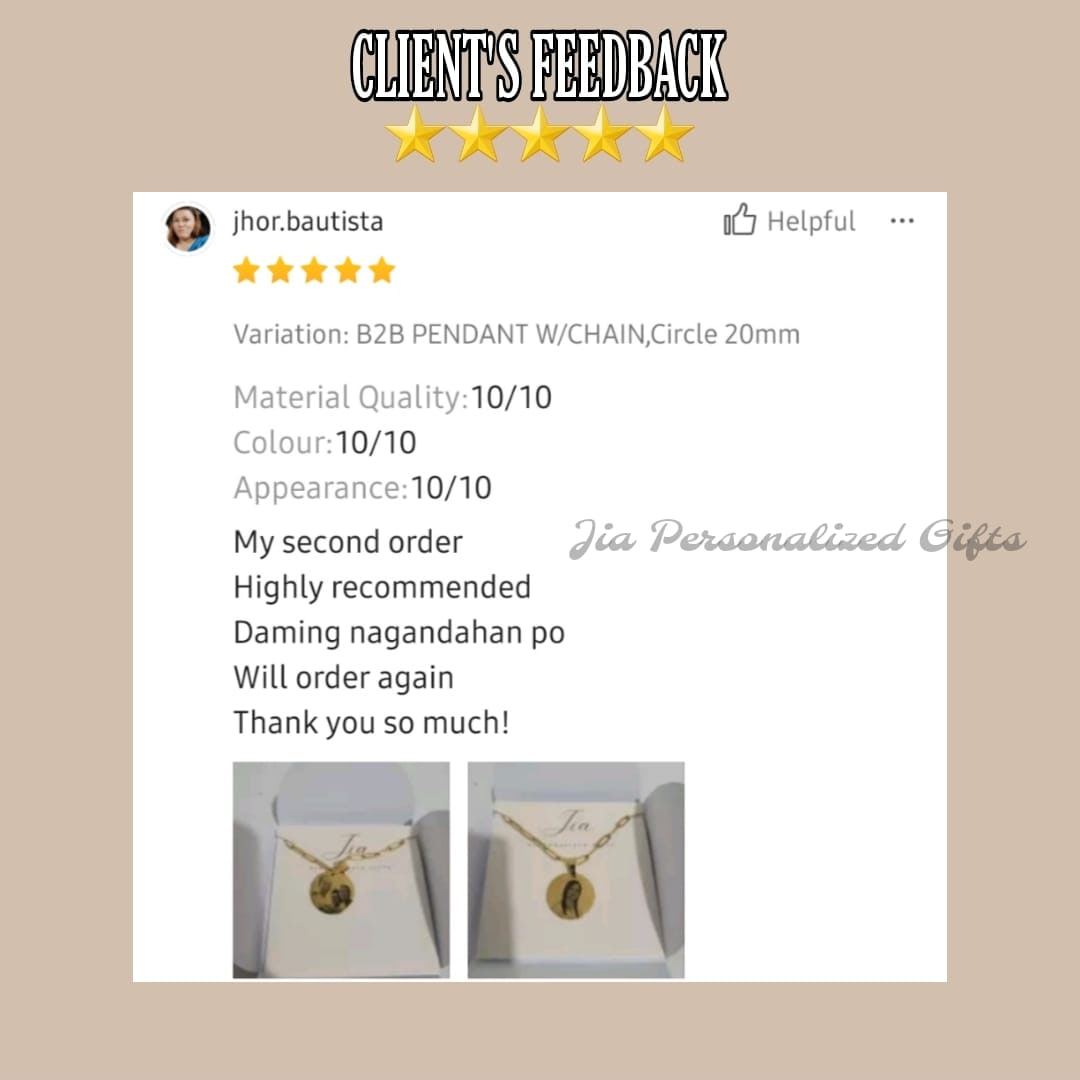 CLIENT'S FEEDBACK
jhor.bautista
Helpful
Variation: B2B PENDANT W/CHAIN,Circle 20mm
Material Quality:10/10
Colour:10/10
Appearance:10/10
My second order
Jia Personalized Gifts
Highly recommended
Daming nagandahan po
Will order again
Thank you so much!
Jia
Jia